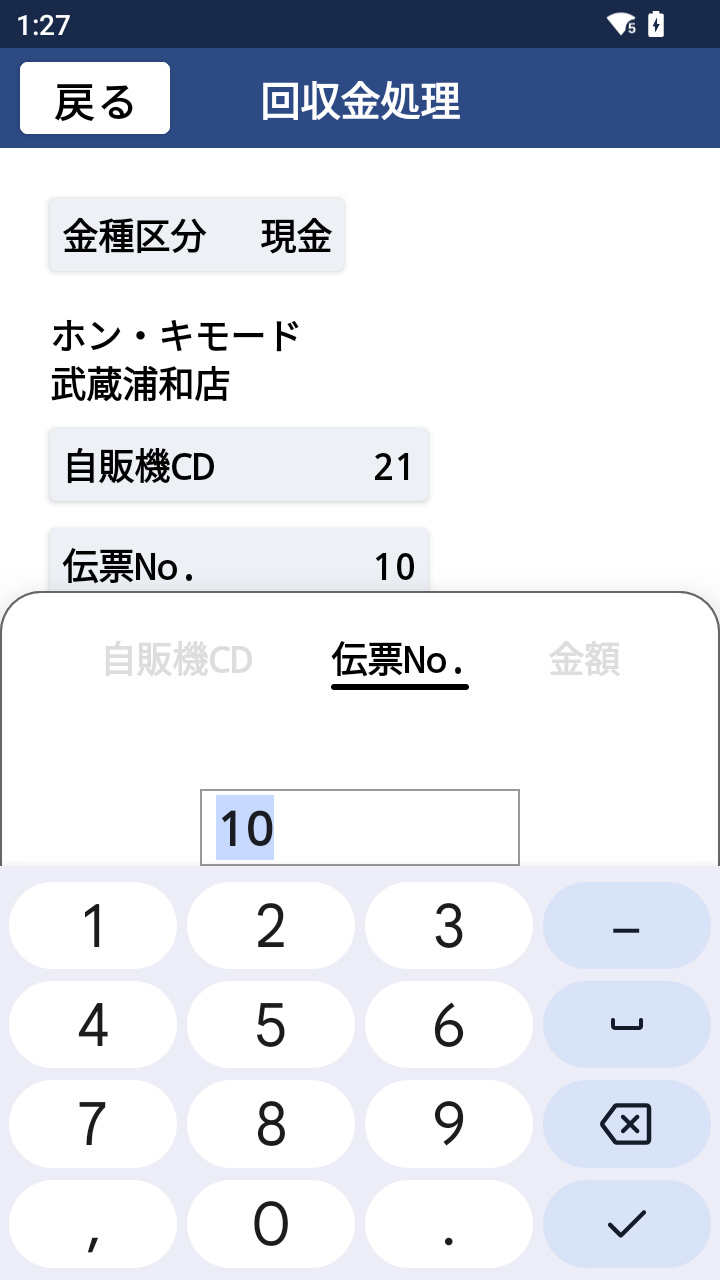 1:27
戻る
回収金処理
金種区分 現金
ホン・キモード
武蔵浦和店
自販機CD 21
伝票No. 10
自販機CD 伝票No. 金額
10
1 2 3 –
4 5 6
7 8 9
, 0 .